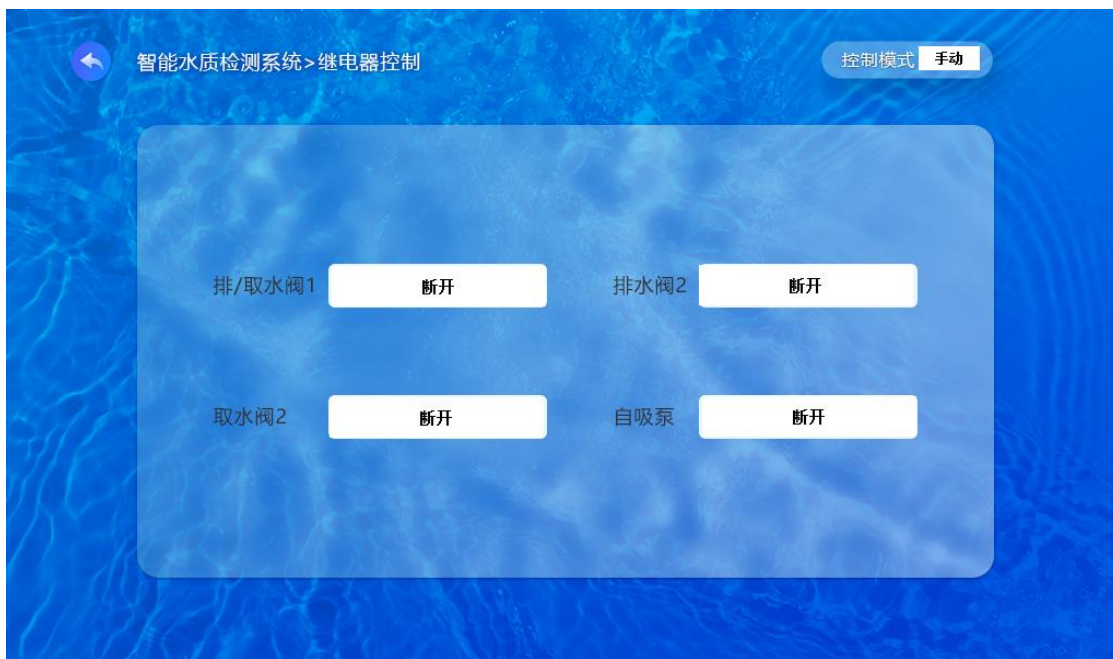 智能水质检测系统>继电器控制 控制模式 手动
排/取水阀1 断开 排水阀2 断开
取水阀2 断开 自吸泵 断开